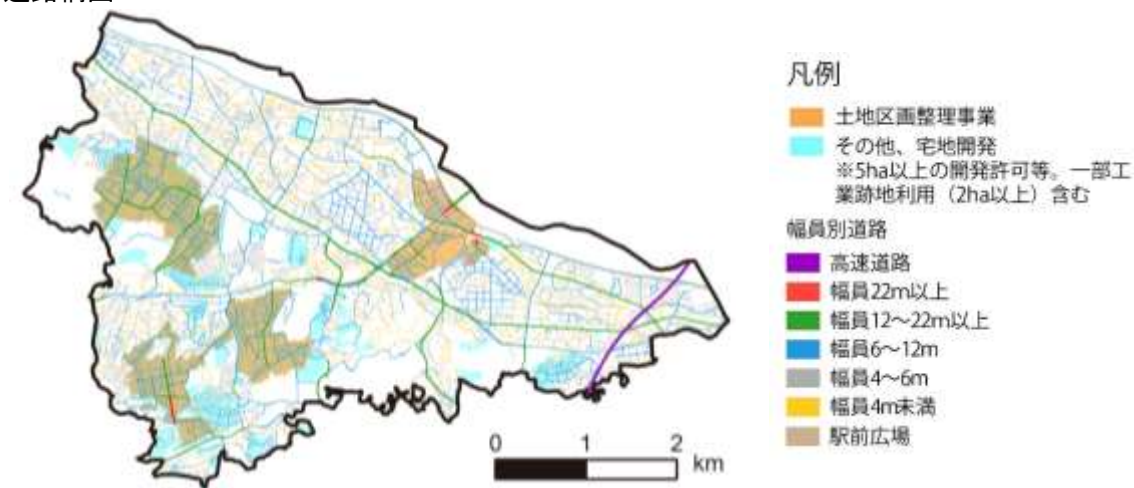 凡例
土地区画整理事業
その他、宅地開発
※5ha以上の開発許可等。一部工
業跡地利用（2ha以上）含む
幅員別道路
高速道路
幅員22m以上
幅員12～22m以上
幅員6～12m
幅員4～6m
幅員4m未満
駅前広場
0 1 2
km